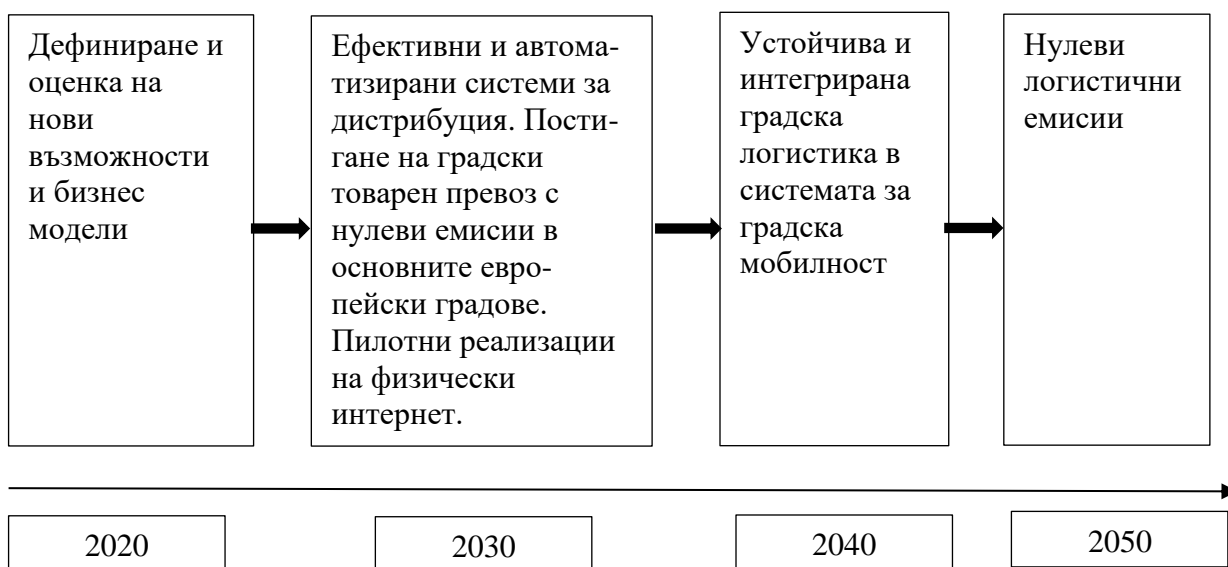 Дефиниране и
оценка на
нови
възможности
и бизнес
модели
Ефективни и автома-
тизирани системи за
дистрибуция. Пости-
гане на градски
товарен превоз с
нулеви емисии в
основните евро-
пейски градове.
Пилотни реализации
на физически
интернет.
Устойчива и
интегрирана
градска
логистика в
системата за
градска
мобилност
Нулеви
логистични
емисии
2020
2030
2040
2050